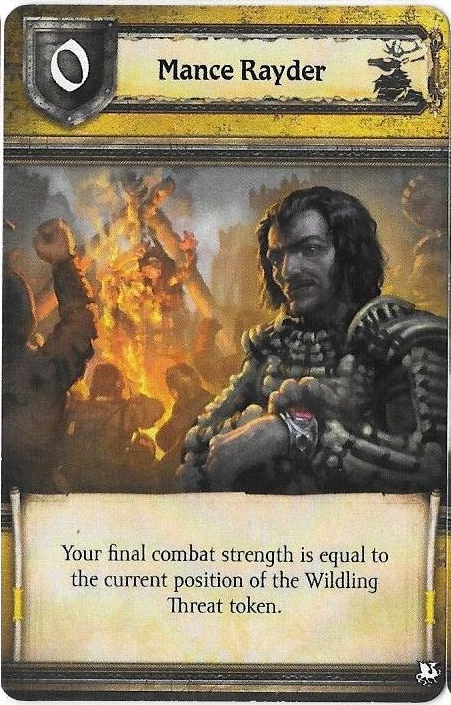 0
Mance Rayder
Your final combat strength is equal to
the current position of the Wildling
Threat token.